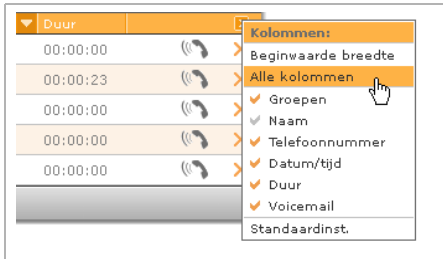 Duur
00:00:00
00:00:23
00:00:00
00:00:00
00:00:00
Kolommen:
Beginwaarde breedte
Alle kolommen
Groepen
Naam
Telefoonnummer
Datum/tijd
Duur
Voicemail
Standaardinst.